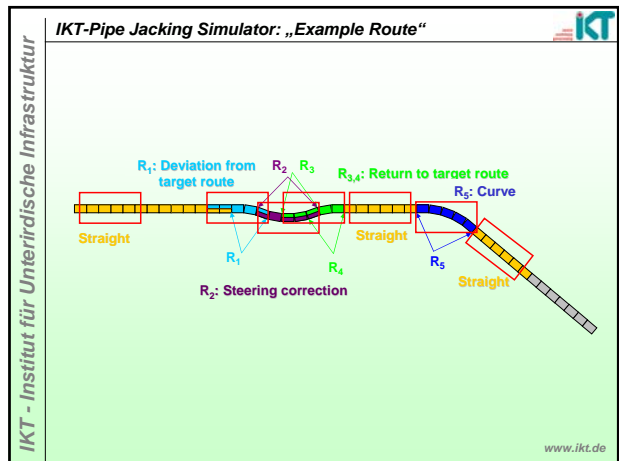 IKT-Pipe Jacking Simulator: „Example Route“
iKT
IKT - Institut für Unterirdische Infrastruktur
R1: Deviation from
target route
R2
R3
R3,4: Return to target route
R5: Curve
Straight
R1
R4
Straight
R5
Straight
R2: Steering correction
www.ikt.de